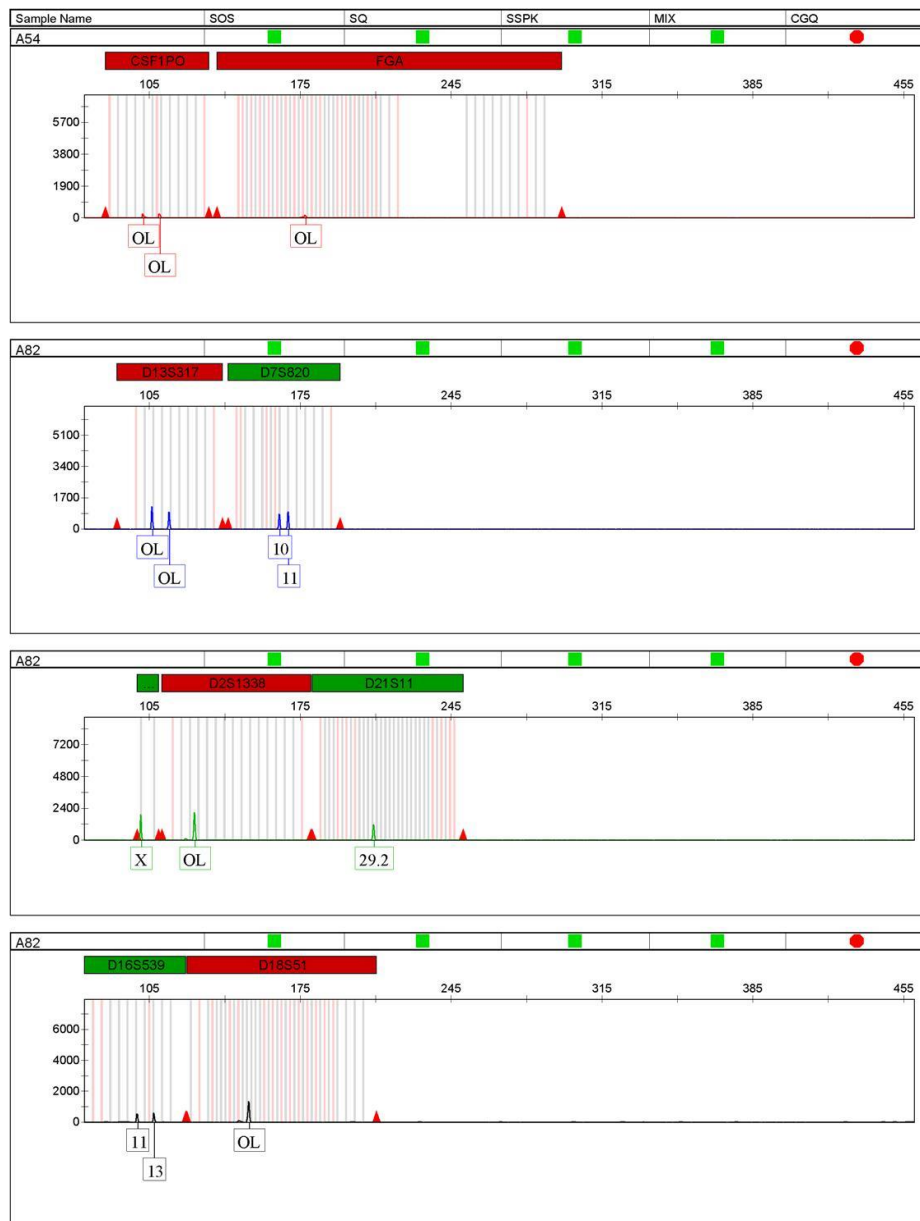 Sample Name SOS SQ SSPK MIX CGQ
A54
CSF1PO FGA
105 175 245 315 385 455
5700
3800
1900
0
OL OL
OL
A82
D13S317 D7S820
105 175 245 315 385 455
5100
3400
1700
0
OL 10
OL 11
A82
D2S1338 D21S11
105 175 245 315 385 455
7200
4800
2400
0
X OL 29.2
A82
D16S539 D18S51
105 175 245 315 385 455
6000
4000
2000
0
11 OL
13